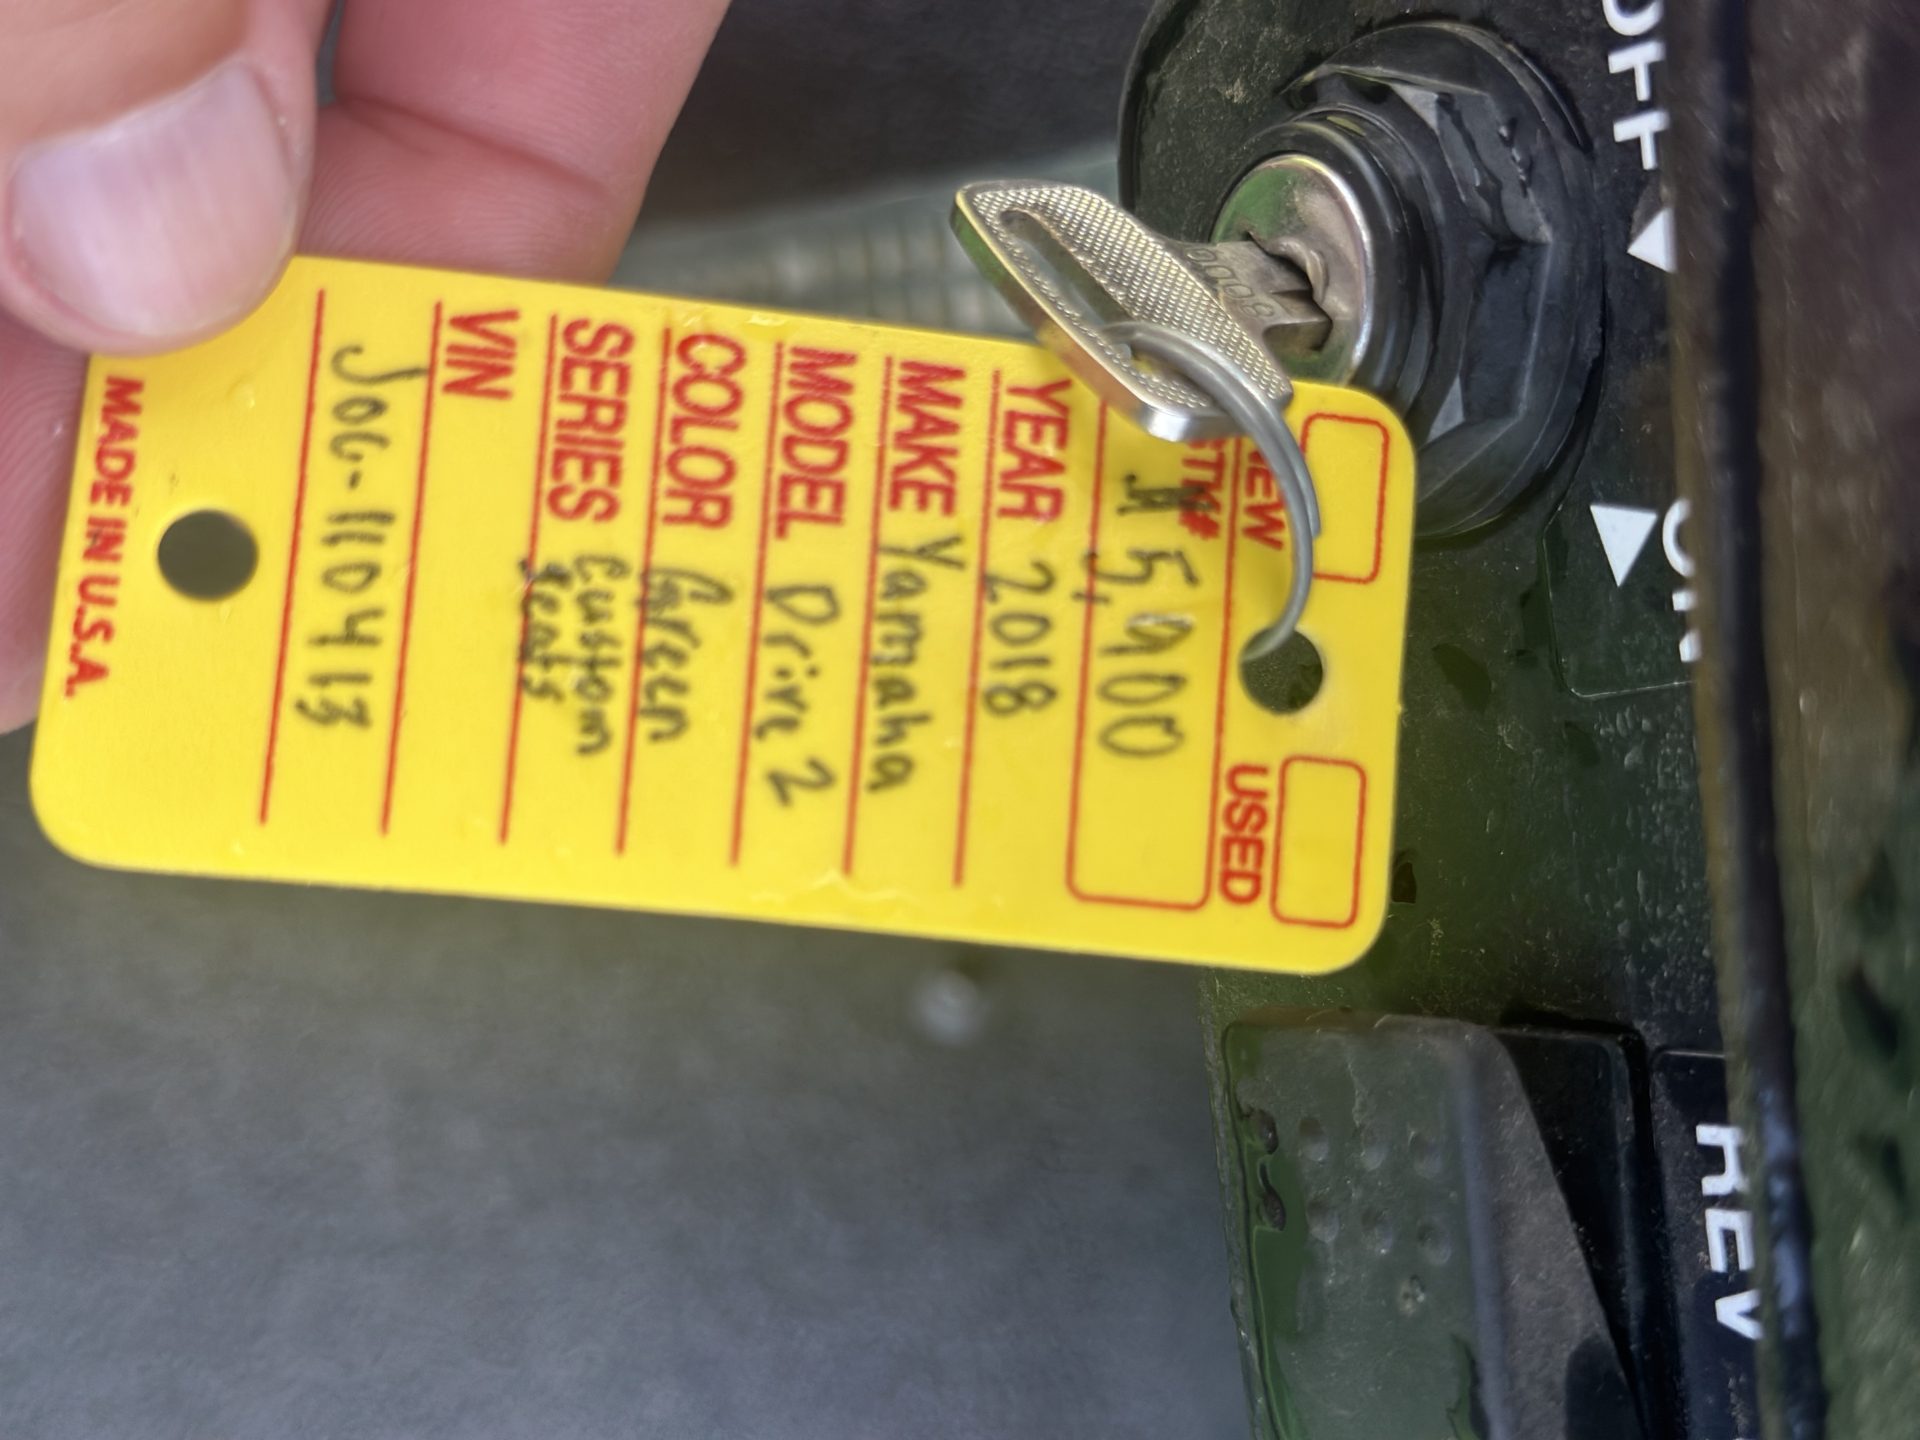 NEW
USED
STK#
5,900
YEAR 2018
MAKE Yamaha
MODEL Drive 2
COLOR Green
SERIES Custom
Seats
VIN
JOC-110413
MADE IN U.S.A.
OFF
ON
REV